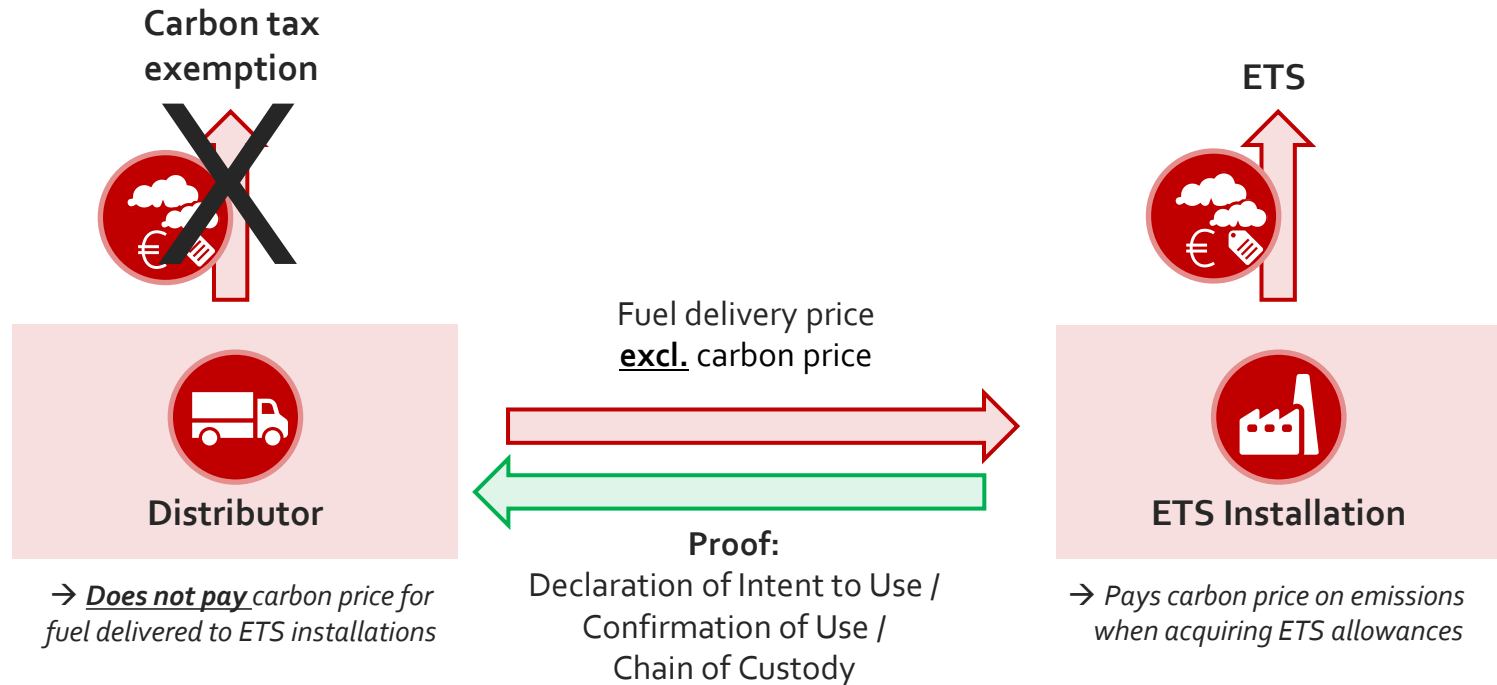 Carbon tax
exemption
ETS
€
€
Fuel delivery price
excl. carbon price
Distributor
ETS Installation
Proof:
Declaration of Intent to Use /
Confirmation of Use /
Chain of Custody
→ Does not pay carbon price for
fuel delivered to ETS installations
→ Pays carbon price on emissions
when acquiring ETS allowances